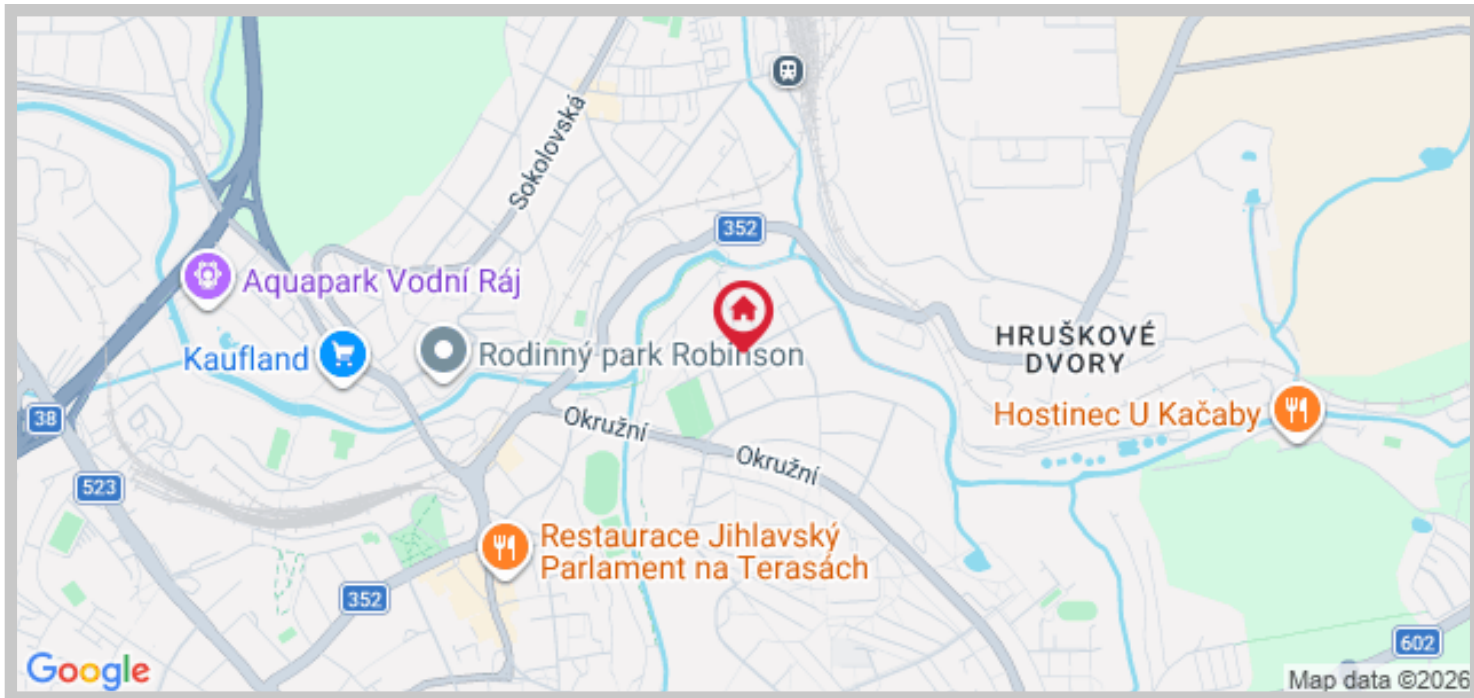 Sokolovská
352
Aquapark Vodní Ráj
HRUŠKOVÉ
DVORY
Kaufland
Rodinný park Robinson
38
Okružní
Hostinec U Kačaby
Okružní
523
Restaurace Jihlavský
Parlament na Terasách
352
602
Google
Map data ©2026